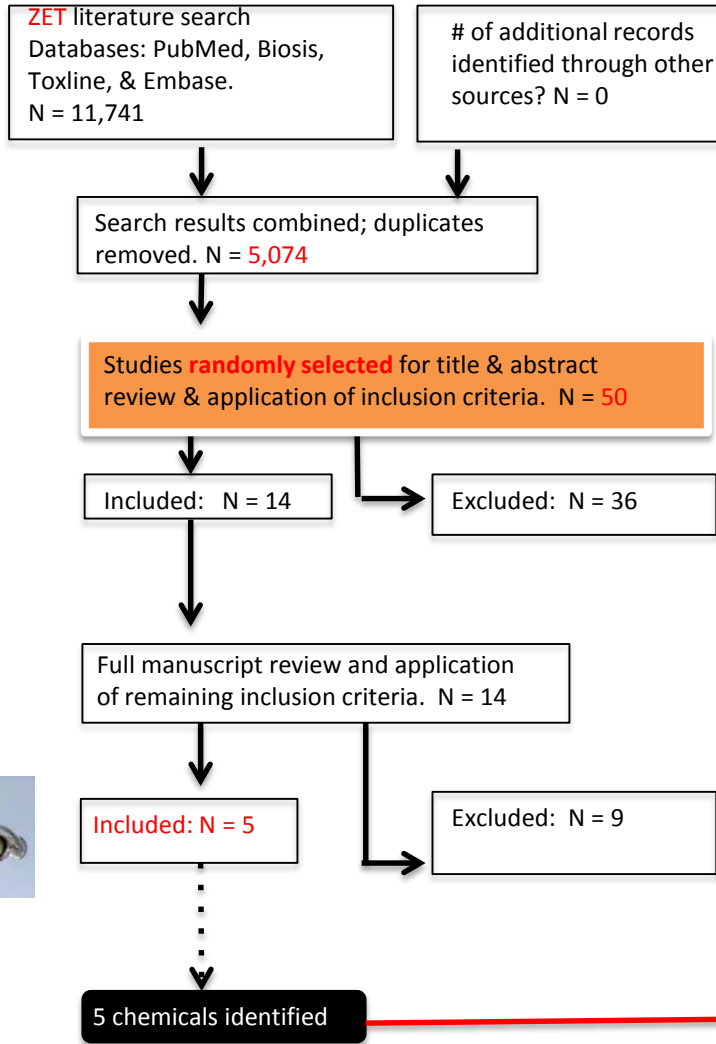 ZET literature search
Databases: PubMed, Biosis,
Toxline, & Embase.
N = 11,741
# of additional records
identified through other
sources? N = 0
Search results combined; duplicates
removed. N = 5,074
Studies randomly selected for title & abstract
review & application of inclusion criteria. N = 50
Included: N = 14
Excluded: N = 36
Full manuscript review and application
of remaining inclusion criteria. N = 14
Included: N = 5
Excluded: N = 9
5 chemicals identified